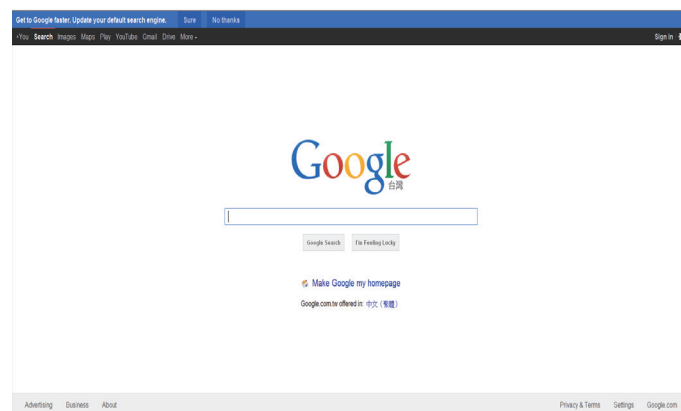 Get to Google faster. Update your default search engine. Sure No thanks
+You Search Images Maps Play YouTube Gmail Drive More Sign in
Google
台灣
Google Search I'm Feeling Lucky
Make Google my homepage
Google.com.tw offered in: 中文（繁體）
Advertising Business About Privacy & Terms Settings Google.com